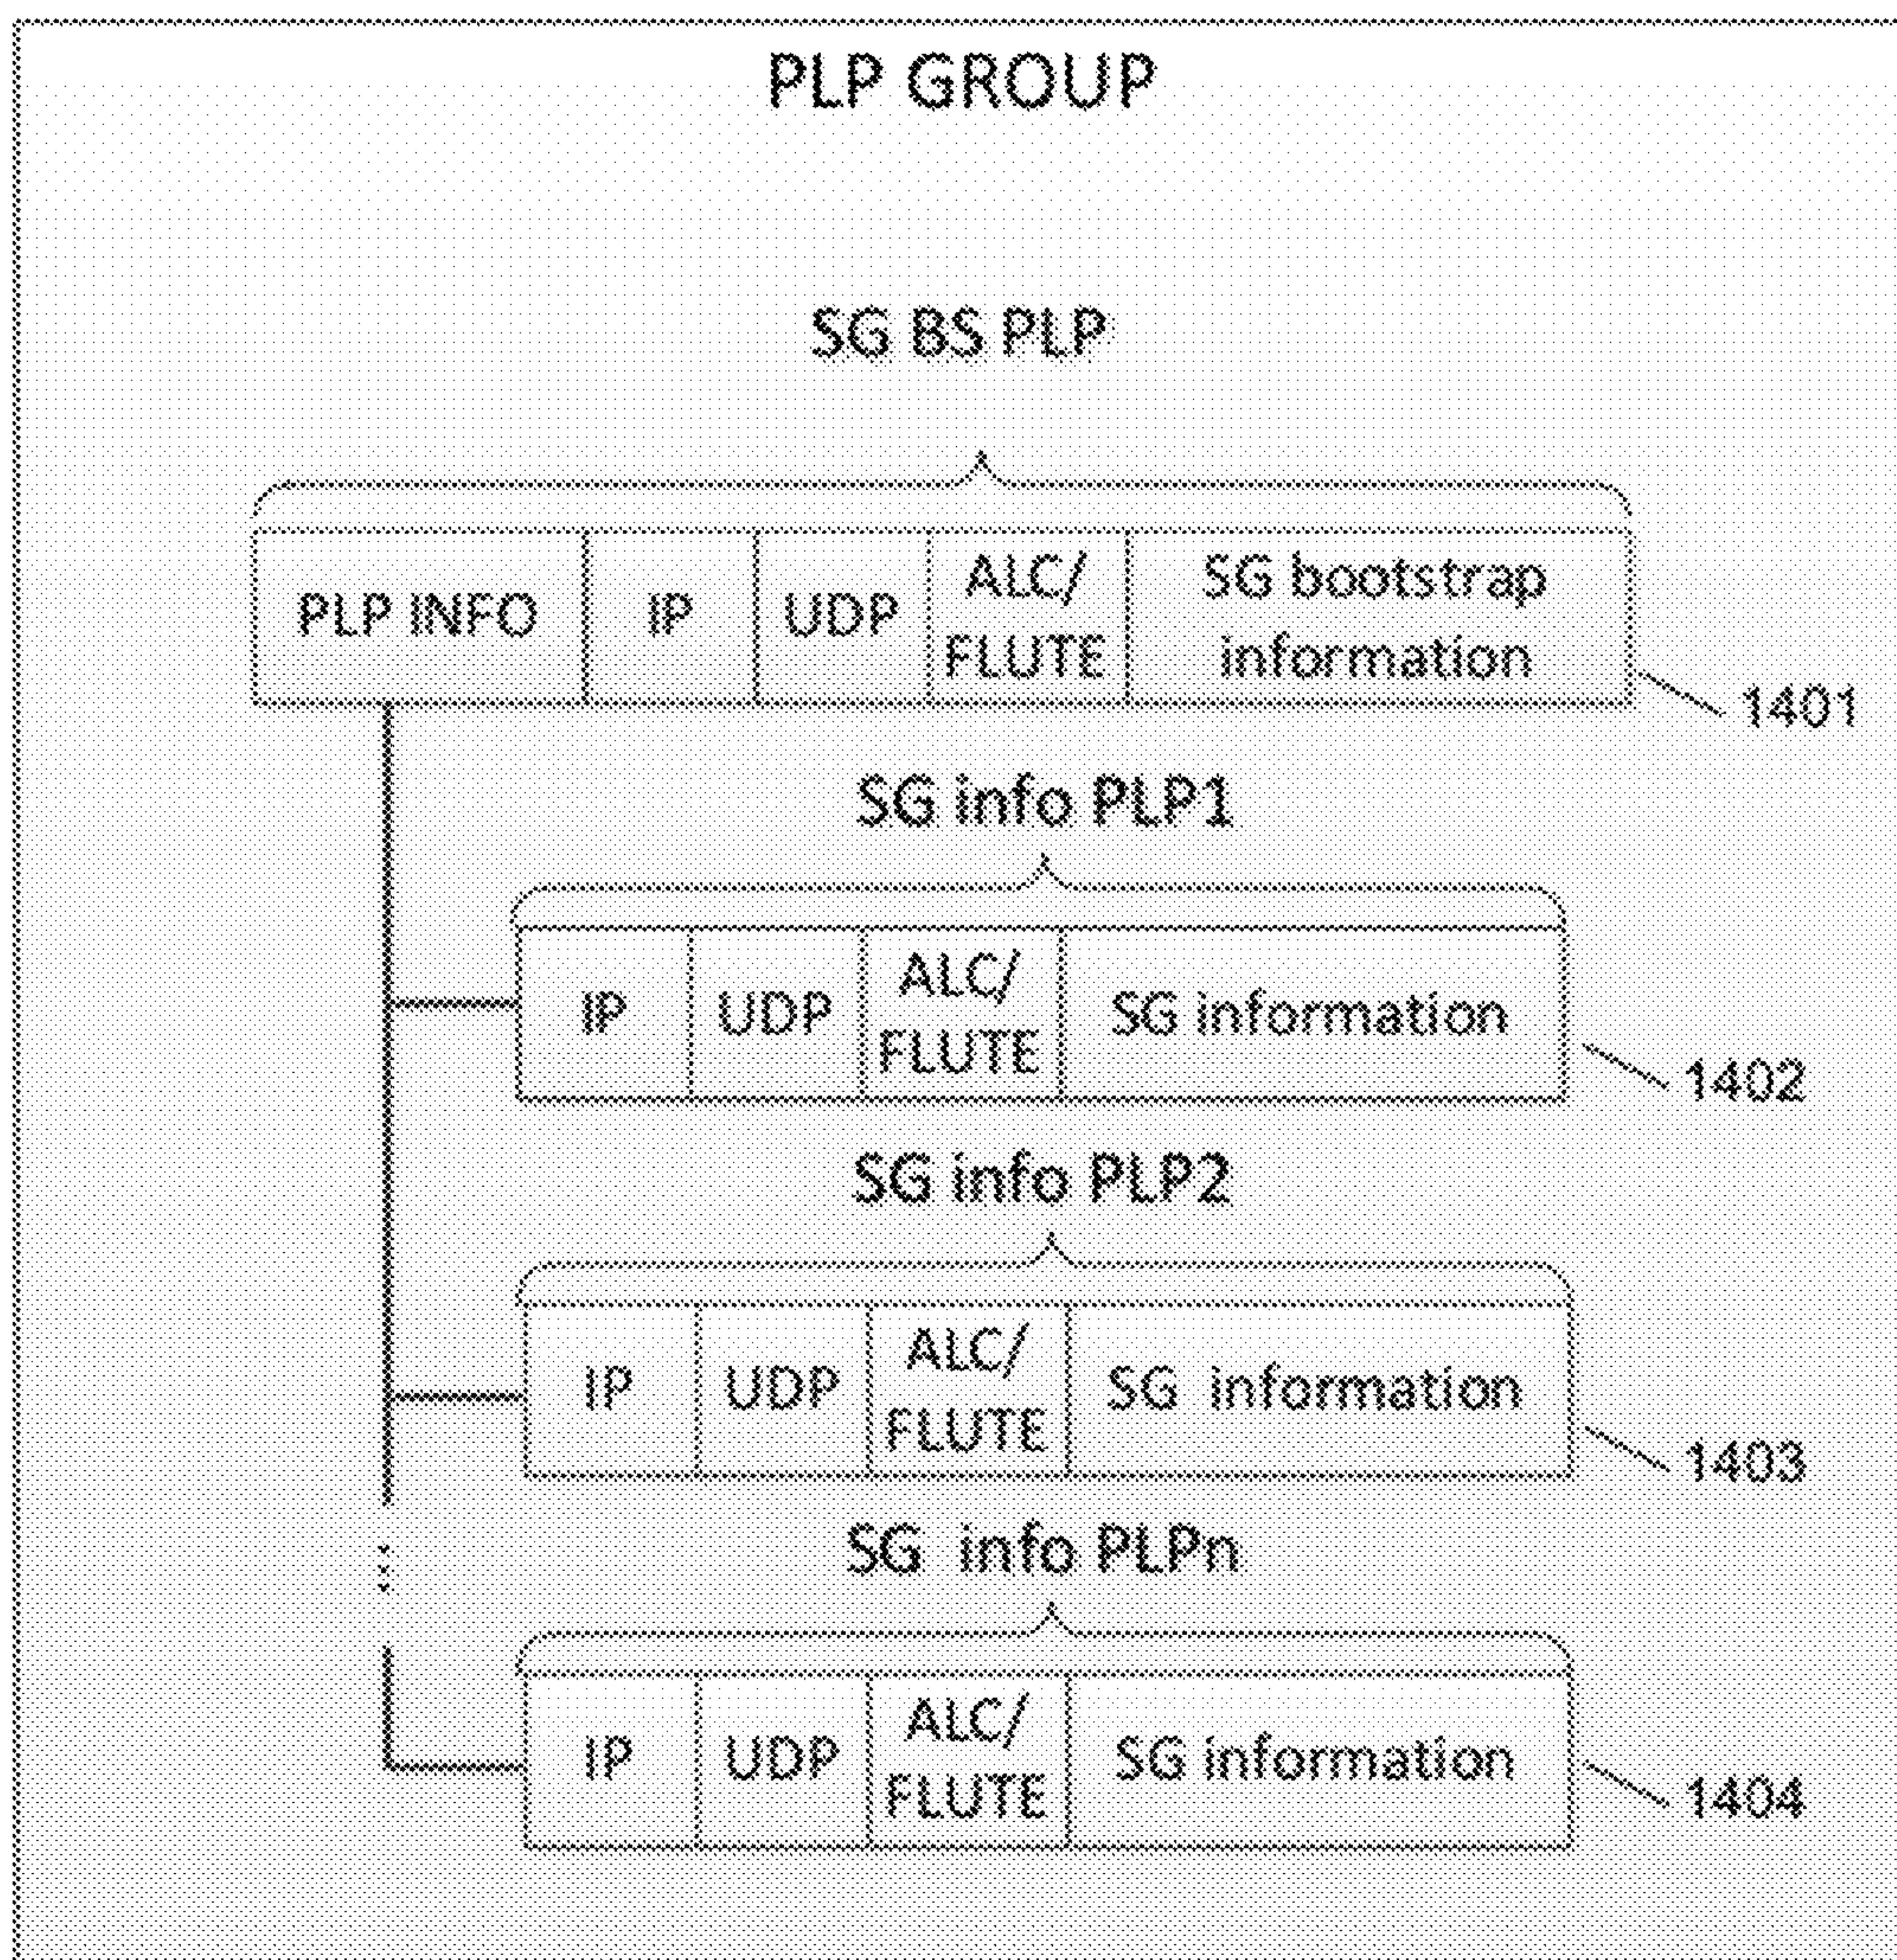 PLP GROUP
SG BS PLP
PLP INFO IP UDP ALC/ FLUTE SG bootstrap information
1401
SG info PLP1
IP UDP ALC/ FLUTE SG information
1402
SG info PLP2
IP UDP ALC/ FLUTE SG information
1403
⋮
SG info PLPn
IP UDP ALC/ FLUTE SG information
1404